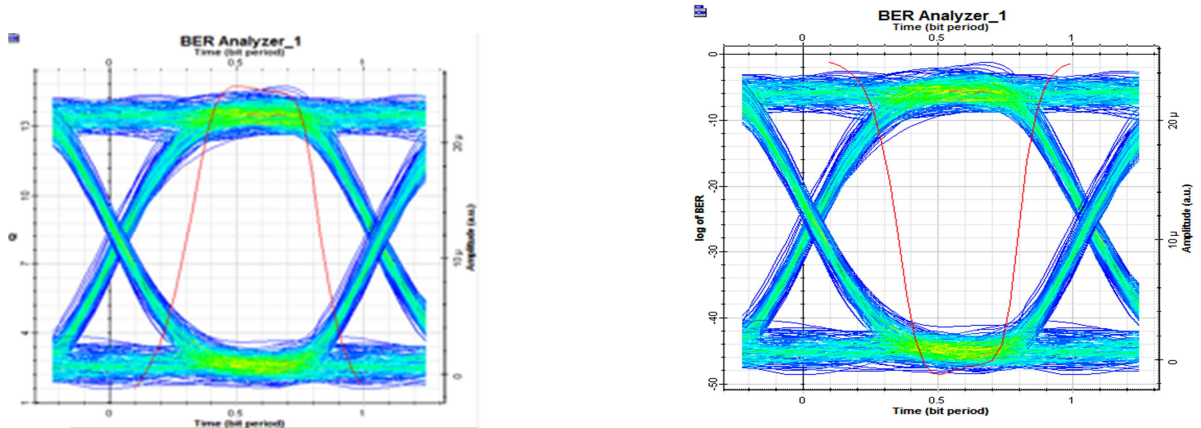 BER Analyzer_1
Time (bit period)
0 0.5 1
Q
13
10
7
4
1
20 μ
10 μ
0
Amplitude (a.u.)
0 0.5 1
Time (bit period)
BER Analyzer_1
Time (bit period)
0 0.5 1
log of BER
0
-10
-20
-30
-40
-50
20 μ
10 μ
0
Amplitude (a.u.)
0 0.5 1
Time (bit period)